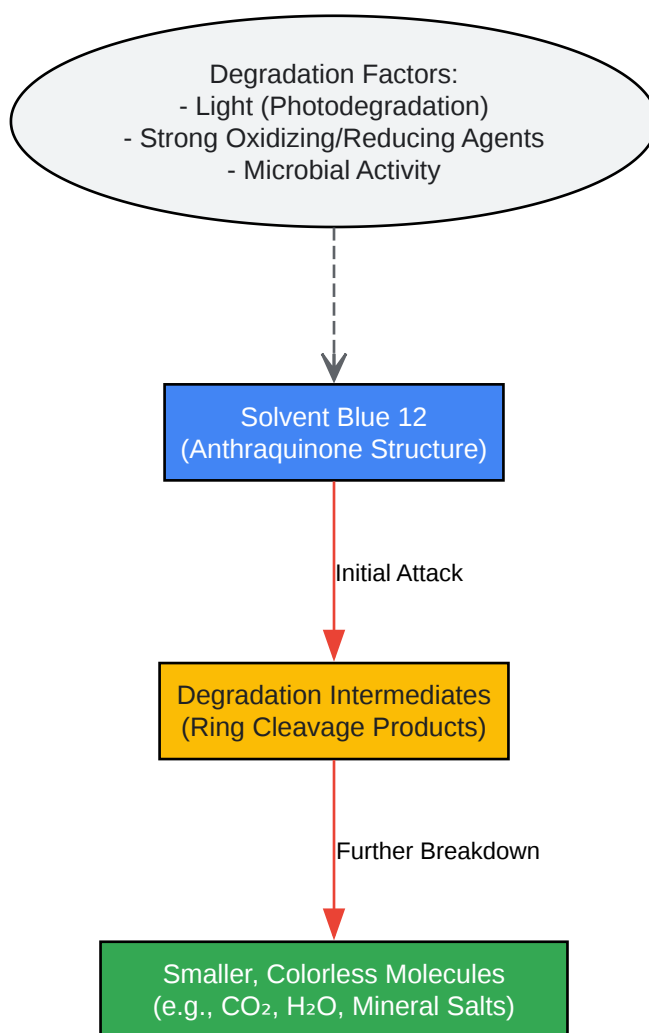 Degradation Factors:
- Light (Photodegradation)
- Strong Oxidizing/Reducing Agents
- Microbial Activity
Solvent Blue 12
(Anthraquinone Structure)
Initial Attack
Degradation Intermediates
(Ring Cleavage Products)
Further Breakdown
Smaller, Colorless Molecules
(e.g., CO₂, H₂O, Mineral Salts)